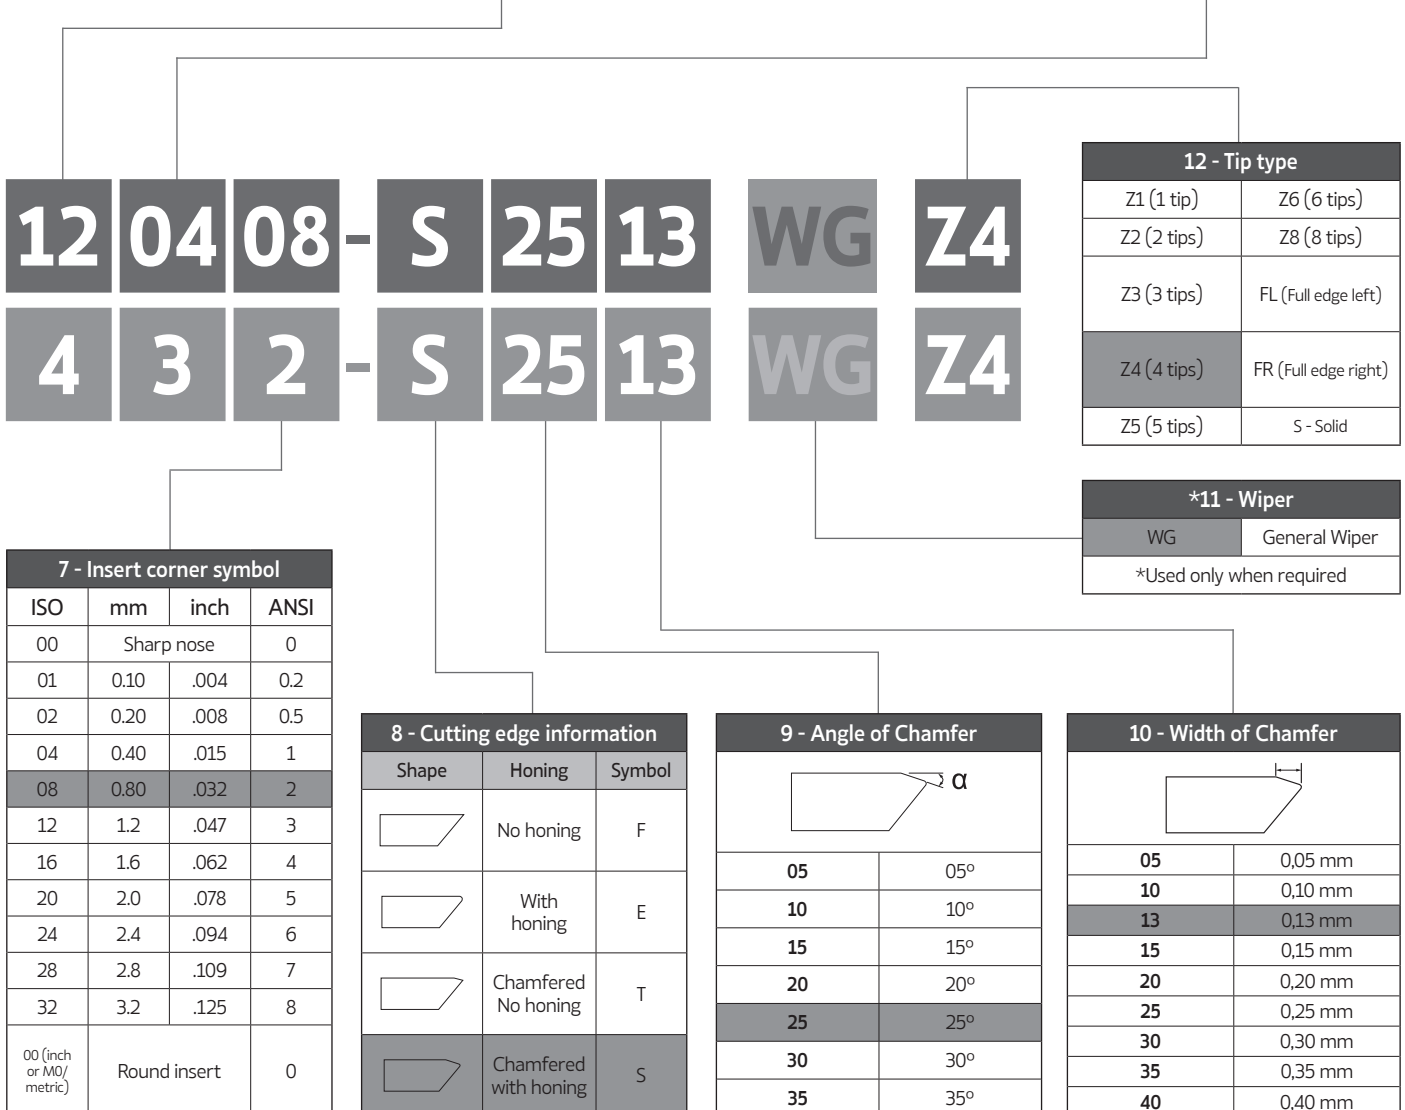 12 04 08 - S 25 13 WG Z4
4 3 2 - S 25 13 WG Z4
12 - Tip type
Z1 (1 tip) Z6 (6 tips)
Z2 (2 tips) Z8 (8 tips)
Z3 (3 tips) FL (Full edge left)
Z4 (4 tips) FR (Full edge right)
Z5 (5 tips) S - Solid
*11 - Wiper
WG General Wiper
*Used only when required
7 - Insert corner symbol
ISO mm inch ANSI
00 Sharp nose 0
01 0.10 .004 0.2
02 0.20 .008 0.5
04 0.40 .015 1
08 0.80 .032 2
12 1.2 .047 3
16 1.6 .062 4
20 2.0 .078 5
24 2.4 .094 6
28 2.8 .109 7
32 3.2 .125 8
00 (inch
or M0/
metric)
Round insert 0
8 - Cutting edge information
Shape Honing Symbol
No honing F
With
honing
E
Chamfered
No honing
T
Chamfered
with honing
S
9 - Angle of Chamfer
α
05 05º
10 10º
15 15º
20 20º
25 25º
30 30º
35 35º
10 - Width of Chamfer
05 0,05 mm
10 0,10 mm
13 0,13 mm
15 0,15 mm
20 0,20 mm
25 0,25 mm
30 0,30 mm
35 0,35 mm
40 0,40 mm